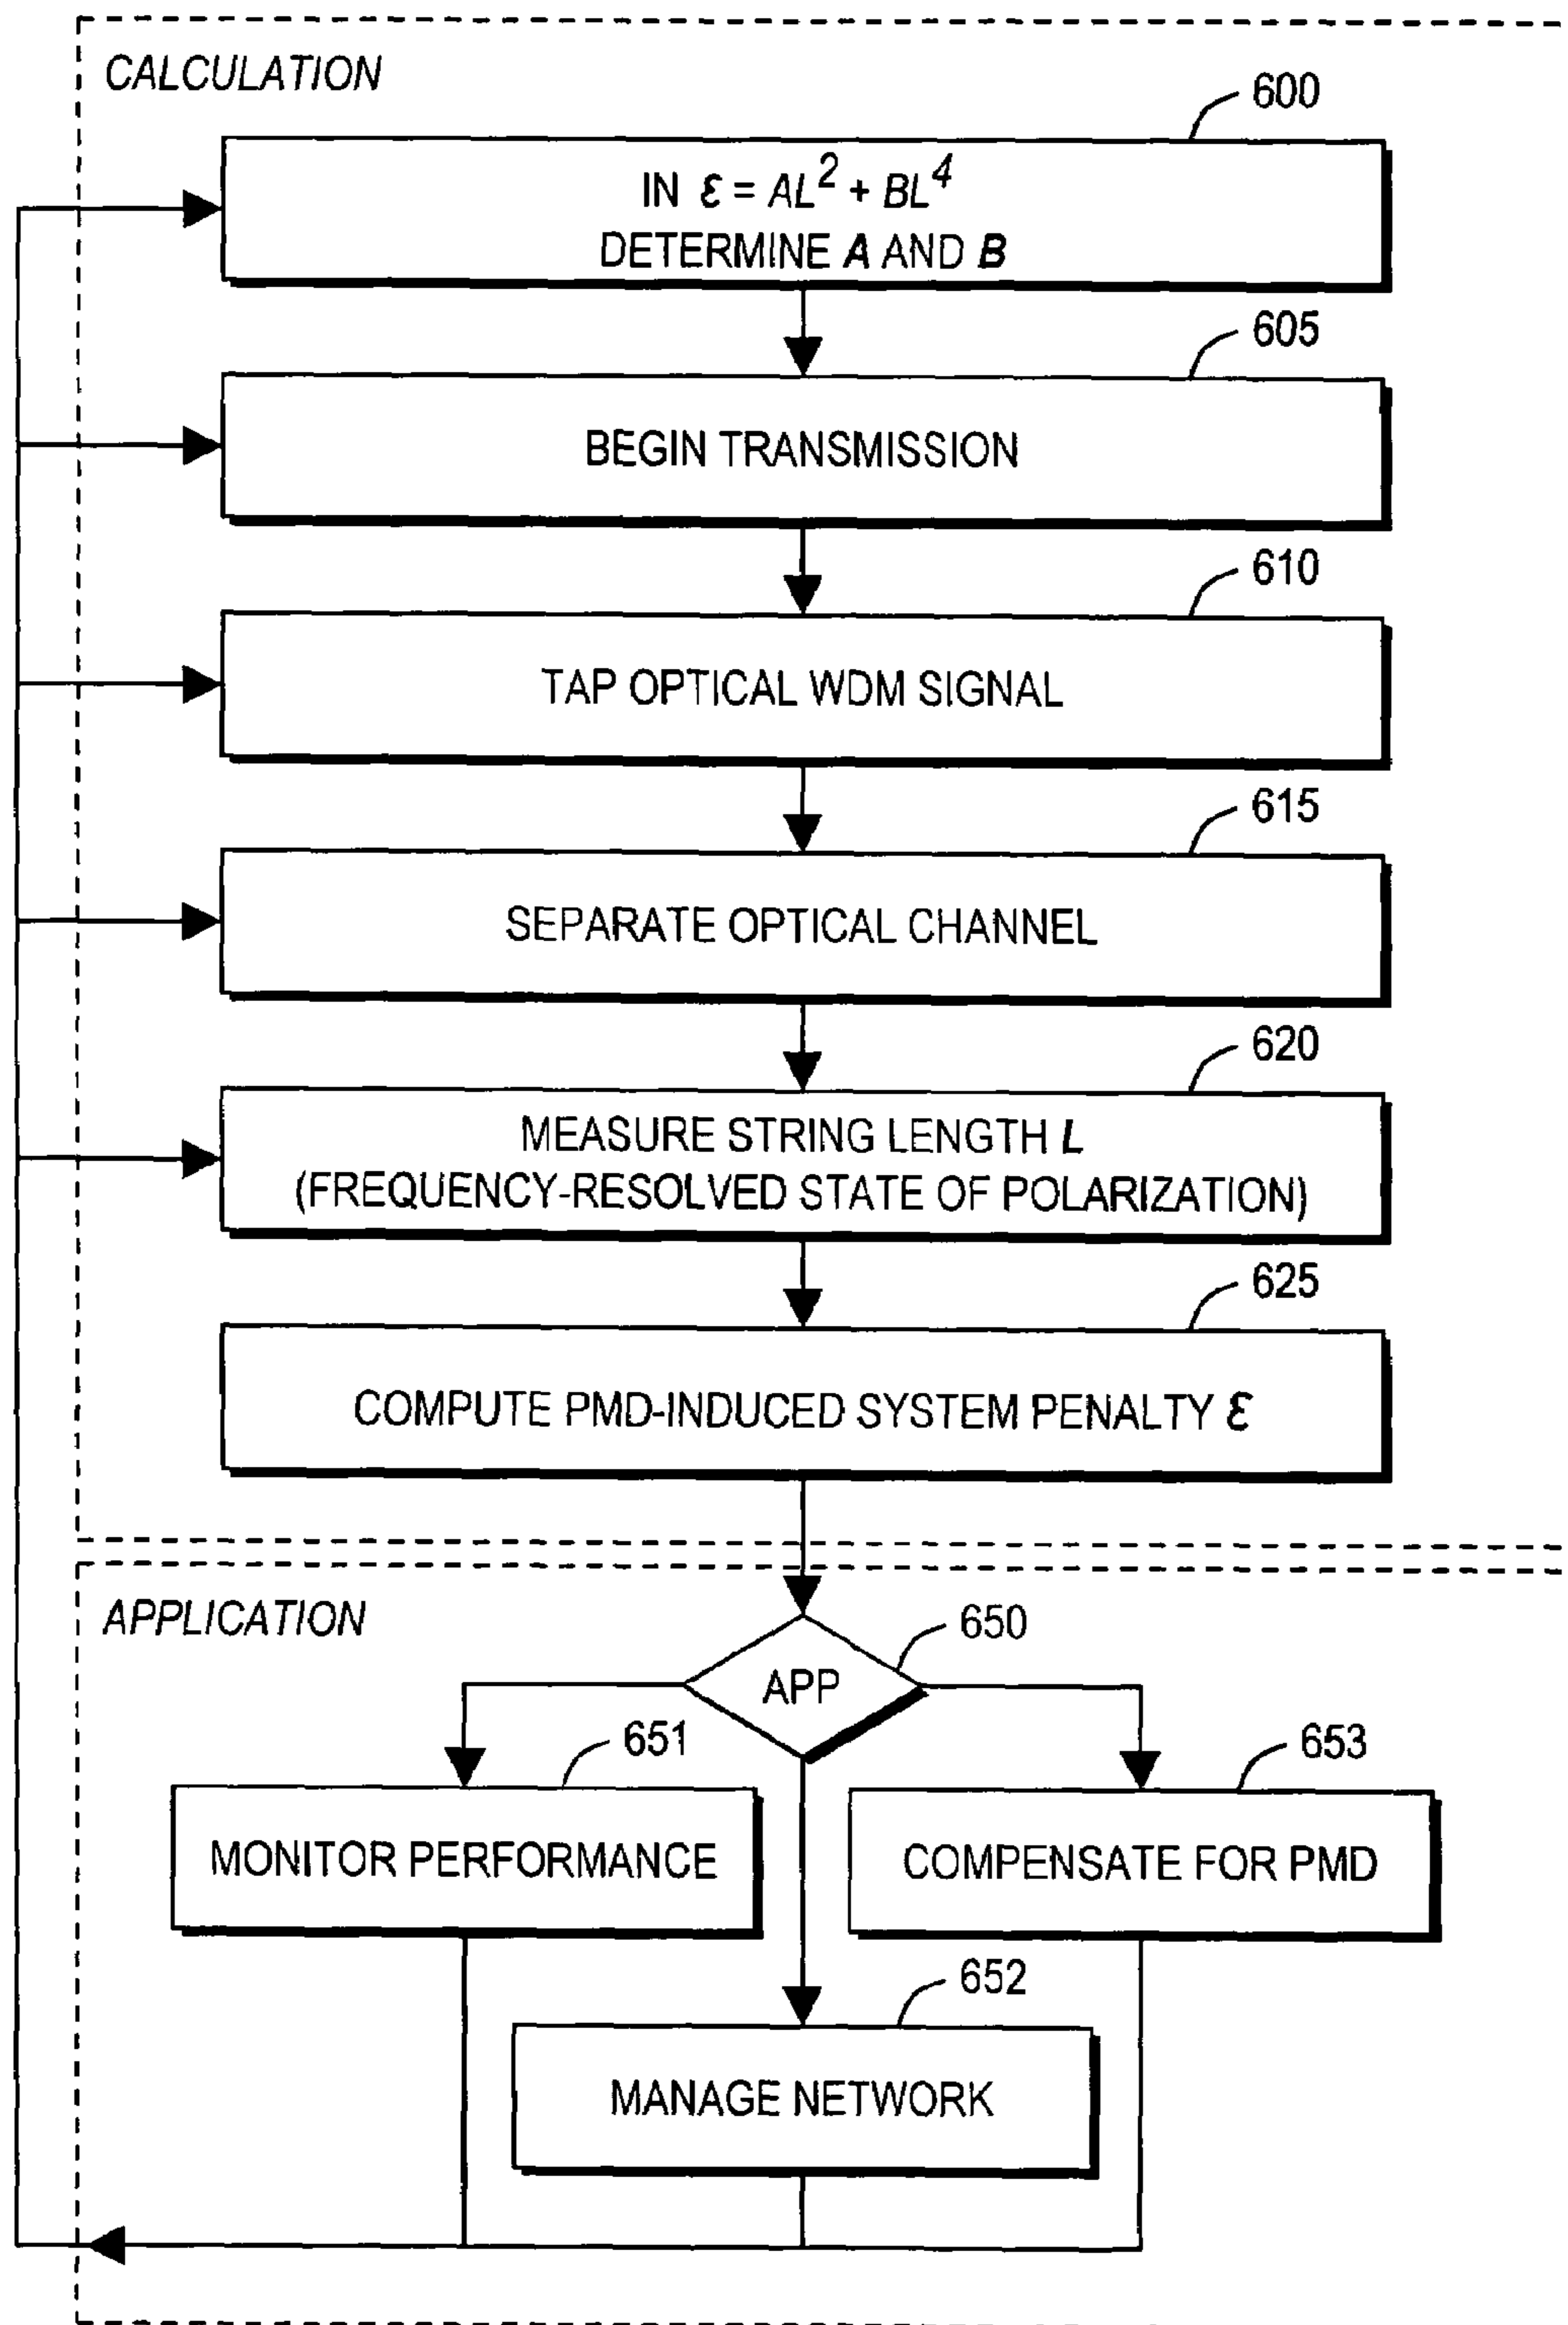 CALCULATION
600
IN ε = AL² + BL⁴
DETERMINE A AND B
605
BEGIN TRANSMISSION
610
TAP OPTICAL WDM SIGNAL
615
SEPARATE OPTICAL CHANNEL
620
MEASURE STRING LENGTH L
(FREQUENCY-RESOLVED STATE OF POLARIZATION)
625
COMPUTE PMD-INDUCED SYSTEM PENALTY ε
APPLICATION
650
APP
651
MONITOR PERFORMANCE
653
COMPENSATE FOR PMD
652
MANAGE NETWORK